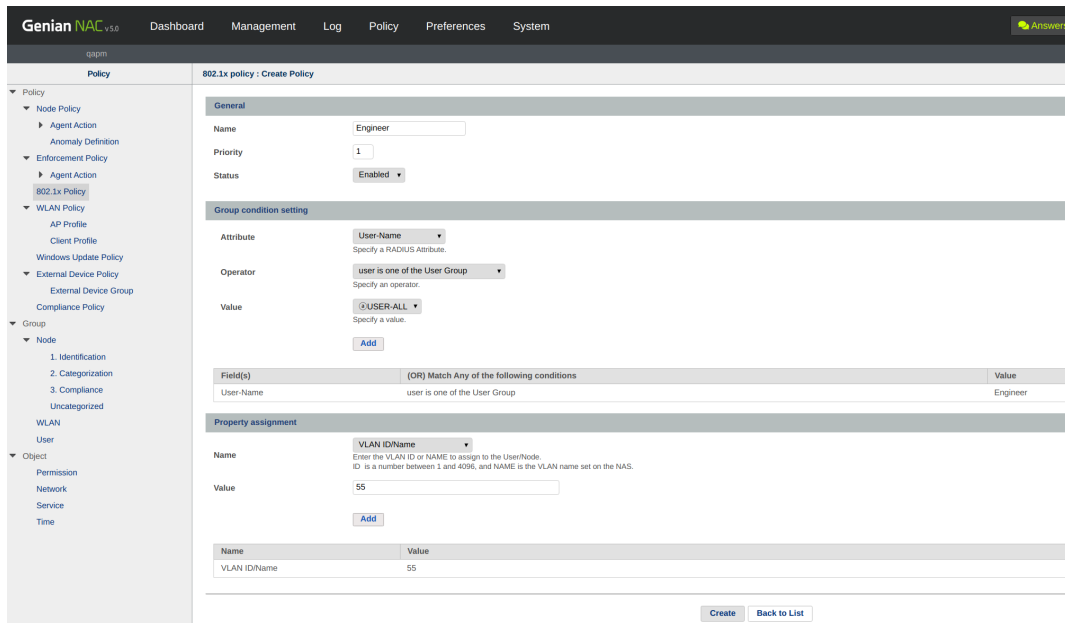 Genian NAC v5.0 Dashboard Management Log Policy Preferences System Answers
qapm
Policy
802.1x policy : Create Policy
Policy
Node Policy
Agent Action
Anomaly Definition
Enforcement Policy
Agent Action
802.1x Policy
WLAN Policy
AP Profile
Client Profile
Windows Update Policy
External Device Policy
External Device Group
Compliance Policy
Group
Node
1. Identification
2. Categorization
3. Compliance
Uncategorized
WLAN
User
Object
Permission
Network
Service
Time
General
Name Engineer
Priority 1
Status Enabled
Group condition setting
Attribute User-Name
Specify a RADIUS Attribute.
Operator user is one of the User Group
Specify an operator.
Value ⓐUSER-ALL
Specify a value.
Add
Field(s) (OR) Match Any of the following conditions Value
User-Name user is one of the User Group Engineer
Property assignment
Name VLAN ID/Name
Enter the VLAN ID or NAME to assign to the User/Node.
ID is a number between 1 and 4096, and NAME is the VLAN name set on the NAS.
Value 55
Add
Name Value
VLAN ID/Name 55
Create Back to List